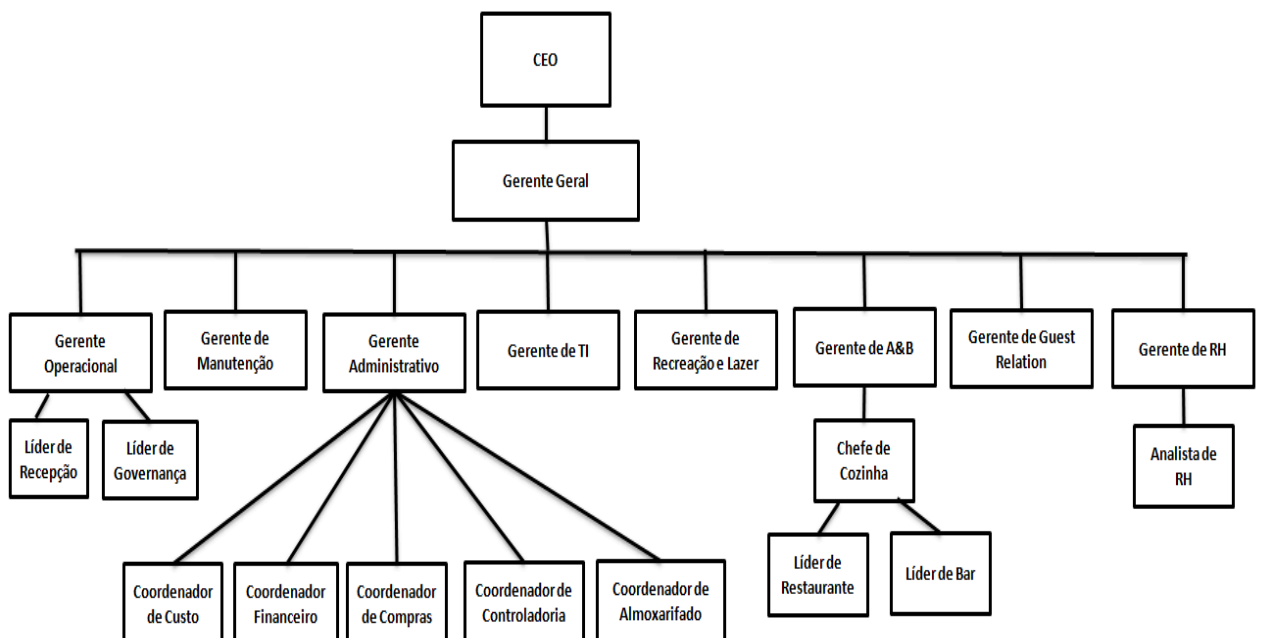 CEO
Gerente Geral
Gerente
Operacional
Gerente de
Manutenção
Gerente
Administrativo
Gerente de TI
Gerente de
Recreação e Lazer
Gerente de A&B
Gerente de Guest
Relation
Gerente de RH
Líder de
Recepção
Líder de
Governança
Chefe de
Cozinha
Analista de
RH
Coordenador
de Custo
Coordenador
Financeiro
Coordenador
de Compras
Coordenador de
Controladoria
Coordenador de
Almoxarifado
Líder de
Restaurante
Líder de Bar